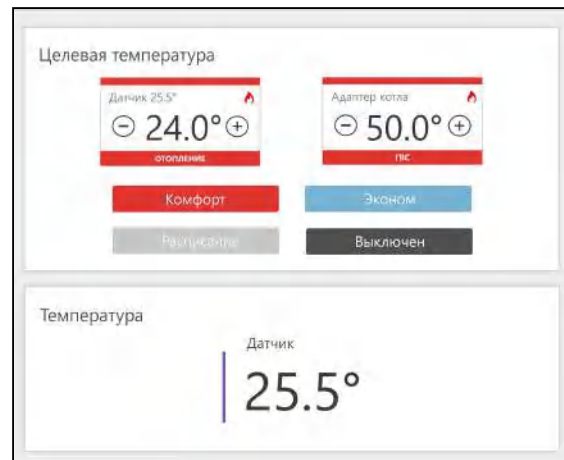 Целевая температура
Датчик 25.5°
24.0°
ОТОПЛЕНИЕ
Адаптер котла
50.0°
ГВС
Комфорт
Эконом
Расписание
Выключен
Температура
Датчик
25.5°